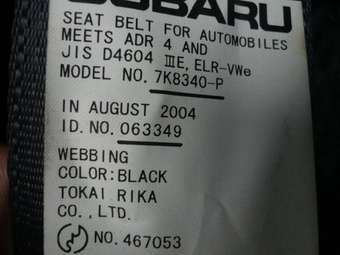 SUBARU
SEAT BELT FOR AUTOMOBILES
MEETS ADR 4 AND
JIS D4604 ⅢE, ELR-VWe
MODEL NO. 7K8340-P
IN AUGUST 2004
ID. NO. 063349
WEBBING
COLOR:BLACK
TOKAI RIKA
CO., LTD.
NO. 467053